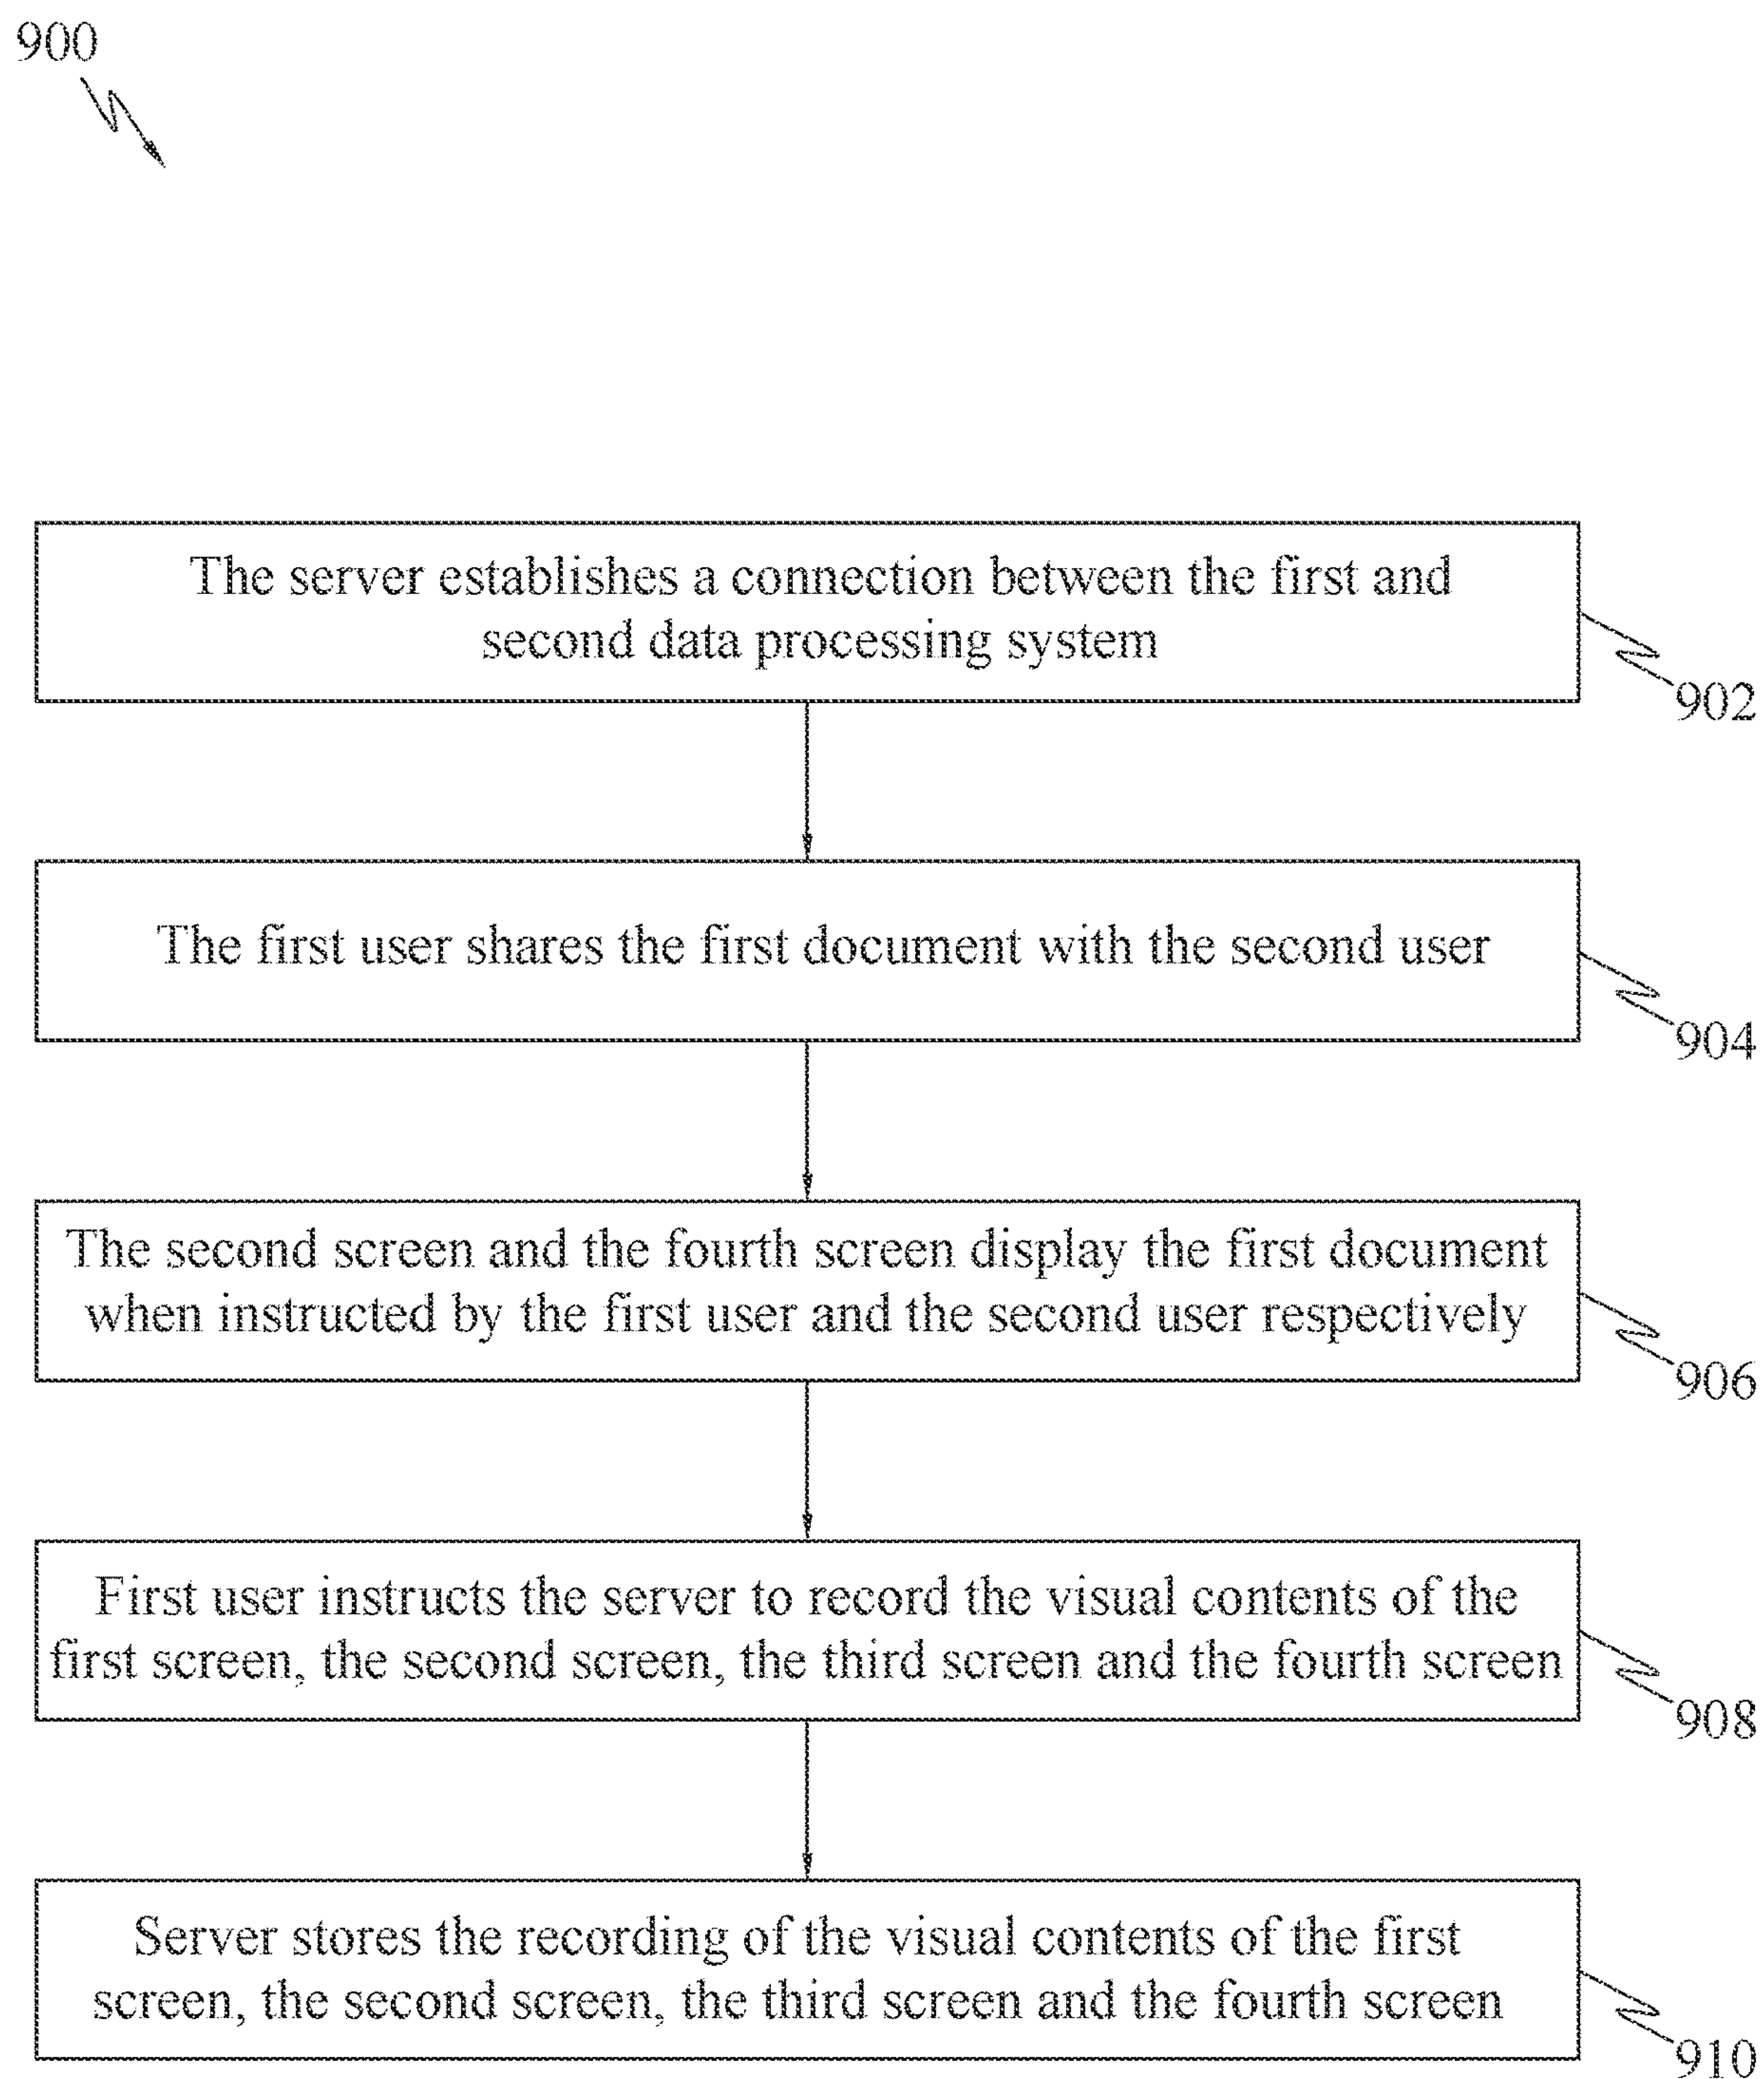 900
The server establishes a connection between the first and
second data processing system
902
The first user shares the first document with the second user
904
The second screen and the fourth screen display the first document
when instructed by the first user and the second user respectively
906
First user instructs the server to record the visual contents of the
first screen, the second screen, the third screen and the fourth screen
908
Server stores the recording of the visual contents of the first
screen, the second screen, the third screen and the fourth screen
910